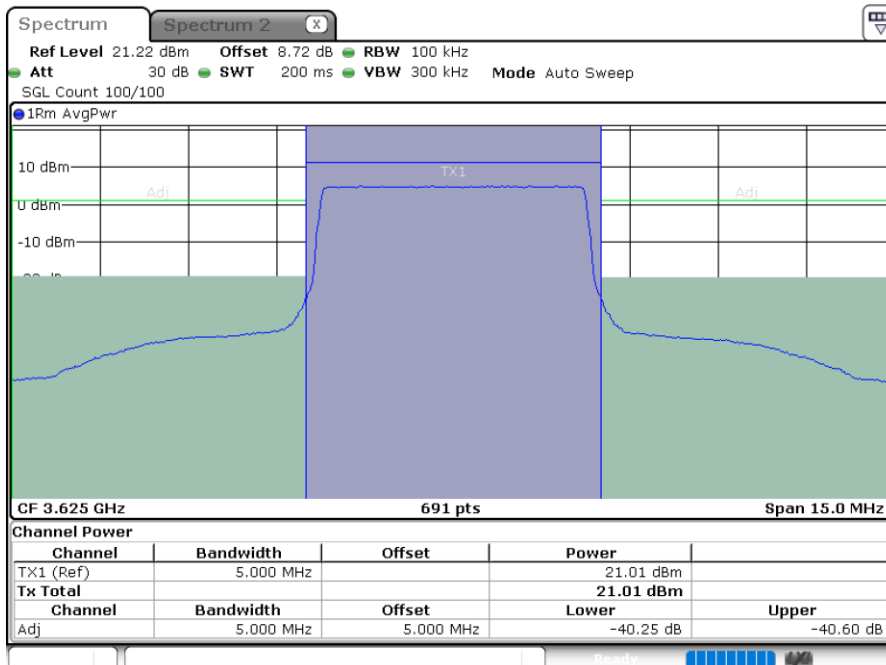 Spectrum Spectrum 2 X
Ref Level 21.22 dBm Offset 8.72 dB RBW 100 kHz
Att 30 dB SWT 200 ms VBW 300 kHz Mode Auto Sweep
SGL Count 100/100
1Rm AvgPwr
10 dBm
TX1
Adj Adj
0 dBm
-10 dBm
CF 3.625 GHz 691 pts Span 15.0 MHz
Channel Power
Channel Bandwidth Offset Power
TX1 (Ref) 5.000 MHz 21.01 dBm
Tx Total 21.01 dBm
Channel Bandwidth Offset Lower Upper
Adj 5.000 MHz 5.000 MHz -40.25 dB -40.60 dB
Ready